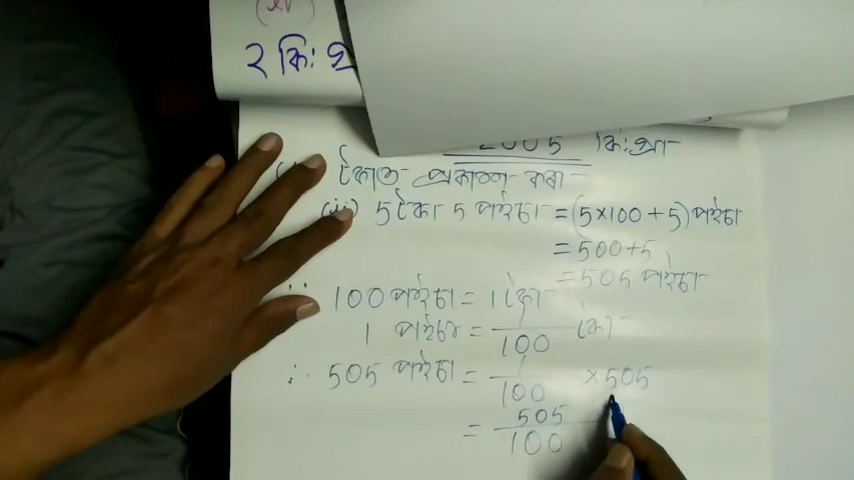 (xv)
২ কি:
2005 কি:গ্ৰা
টকাত প্ৰকাশ কৰা
(ii) 5 টকা 5 পইচা = (5×100+5) পইচা
= 500+5
= 505 পইচা
∴ 100 পইচা = 1 টকা
1 পইচা = 1/100 টকা
∴ 505 পইচা = 1/100 ×505
= 505/100